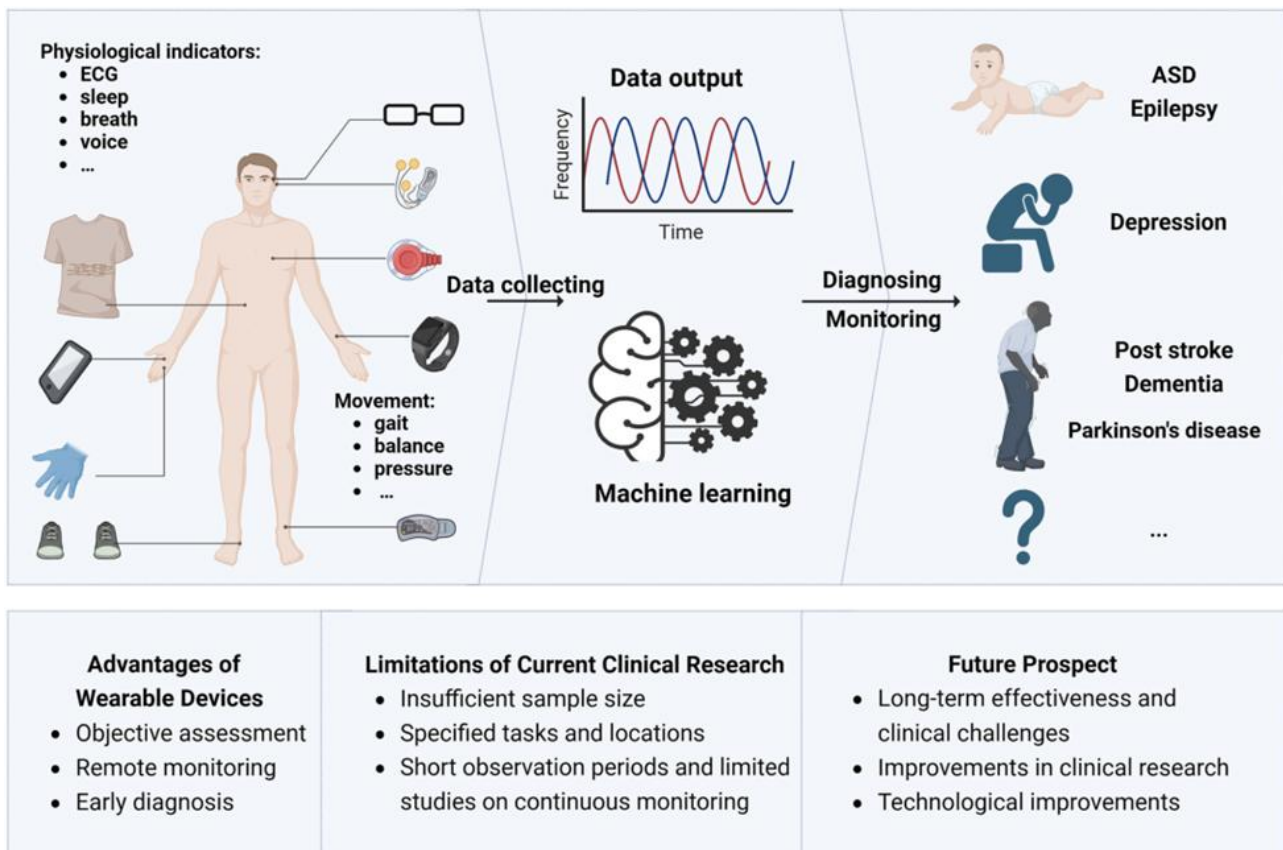 Physiological indicators:
• ECG
• sleep
• breath
• voice
• ...
Movement:
• gait
• balance
• pressure
• ...
Data collecting
Data output
Frequency
Time
Machine learning
Diagnosing
Monitoring
ASD
Epilepsy
Depression
Post stroke
Dementia
Parkinson's disease
?
...
Advantages of
Wearable Devices
• Objective assessment
• Remote monitoring
• Early diagnosis
Limitations of Current Clinical Research
• Insufficient sample size
• Specified tasks and locations
• Short observation periods and limited
studies on continuous monitoring
Future Prospect
• Long-term effectiveness and
clinical challenges
• Improvements in clinical research
• Technological improvements